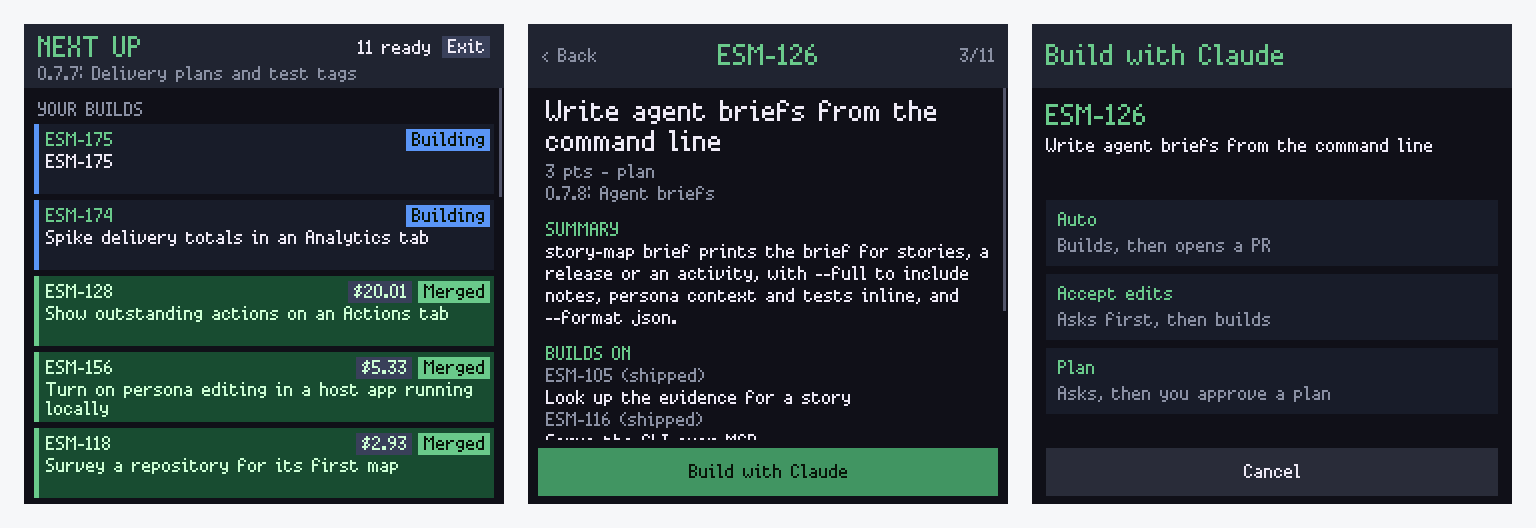 NEXT UP
11 ready
Exit
0.7.7: Delivery plans and test tags
YOUR BUILDS
ESM-175
Building
ESM-175
ESM-174
Building
Spike delivery totals in an Analytics tab
ESM-128
$20.01
Merged
Show outstanding actions on an Actions tab
ESM-156
$5.33
Merged
Turn on persona editing in a host app running
locally
ESM-118
$2.93
Merged
Survey a repository for its first map
< Back
ESM-126
3/11
Write agent briefs from the
command line
3 pts - plan
0.7.8: Agent briefs
SUMMARY
story-map brief prints the brief for stories, a
release or an activity, with --full to include
notes, persona context and tests inline, and
--format json.
BUILDS ON
ESM-105 (shipped)
Look up the evidence for a story
ESM-116 (shipped)
Serve the CLI over MCP
Build with Claude
Build with Claude
ESM-126
Write agent briefs from the command line
Auto
Builds, then opens a PR
Accept edits
Asks first, then builds
Plan
Asks, then you approve a plan
Cancel